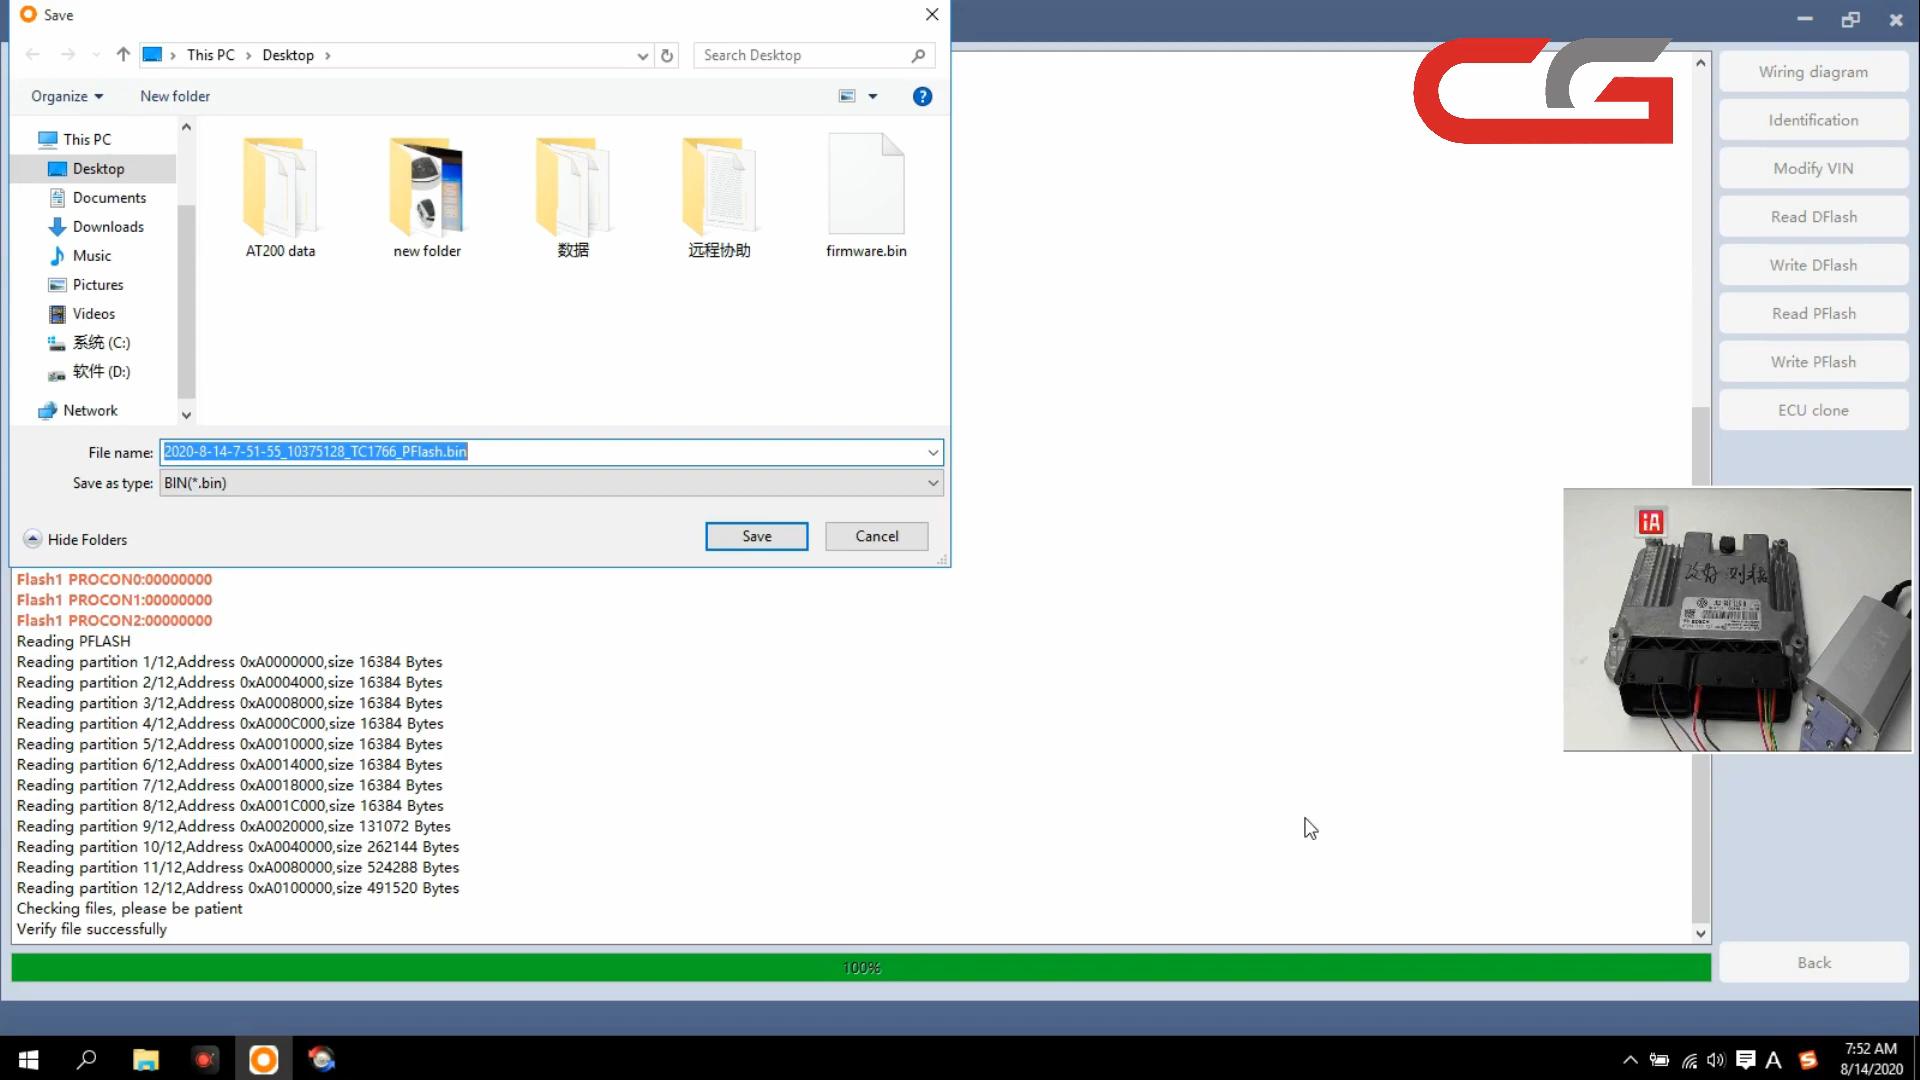 Save
This PC
Desktop
Search Desktop
Organize
New folder
This PC
Desktop
Documents
Downloads
Music
Pictures
Videos
系统 (C:)
软件 (D:)
Network
AT200 data
new folder
数据
远程协助
firmware.bin
File name:
2020-8-14-7-51-55_10375128_TC1766_PFlash.bin
Save as type:
BIN(*.bin)
Hide Folders
Save
Cancel
Flash1 PROCON0:00000000
Flash1 PROCON1:00000000
Flash1 PROCON2:00000000
Reading PFLASH
Reading partition 1/12,Address 0xA0000000,size 16384 Bytes
Reading partition 2/12,Address 0xA0004000,size 16384 Bytes
Reading partition 3/12,Address 0xA0008000,size 16384 Bytes
Reading partition 4/12,Address 0xA000C000,size 16384 Bytes
Reading partition 5/12,Address 0xA0010000,size 16384 Bytes
Reading partition 6/12,Address 0xA0014000,size 16384 Bytes
Reading partition 7/12,Address 0xA0018000,size 16384 Bytes
Reading partition 8/12,Address 0xA001C000,size 16384 Bytes
Reading partition 9/12,Address 0xA0020000,size 131072 Bytes
Reading partition 10/12,Address 0xA0040000,size 262144 Bytes
Reading partition 11/12,Address 0xA0080000,size 524288 Bytes
Reading partition 12/12,Address 0xA0100000,size 491520 Bytes
Checking files, please be patient
Verify file successfully
100%
CG
Wiring diagram
Identification
Modify VIN
Read DFlash
Write DFlash
Read PFlash
Write PFlash
ECU clone
iA
BOSCH
Back
A
7:52 AM
8/14/2020